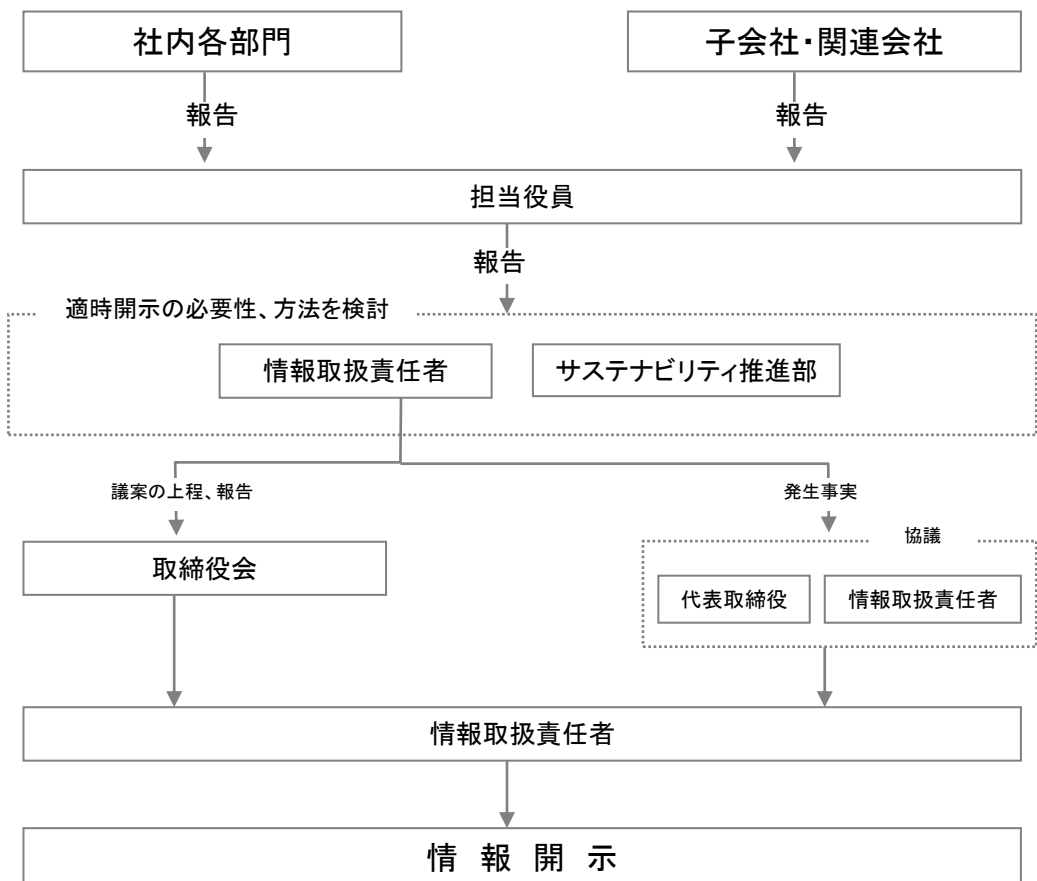 社内各部門
子会社・関連会社
報告
報告
担当役員
報告
適時開示の必要性、方法を検討
情報取扱責任者
サステナビリティ推進部
議案の上程、報告
発生事実
協議
取締役会
代表取締役
情報取扱責任者
情報取扱責任者
情 報 開 示